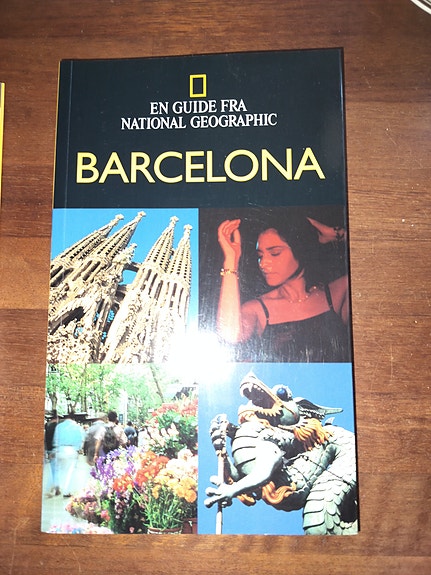 EN GUIDE FRA
NATIONAL GEOGRAPHIC
BARCELONA